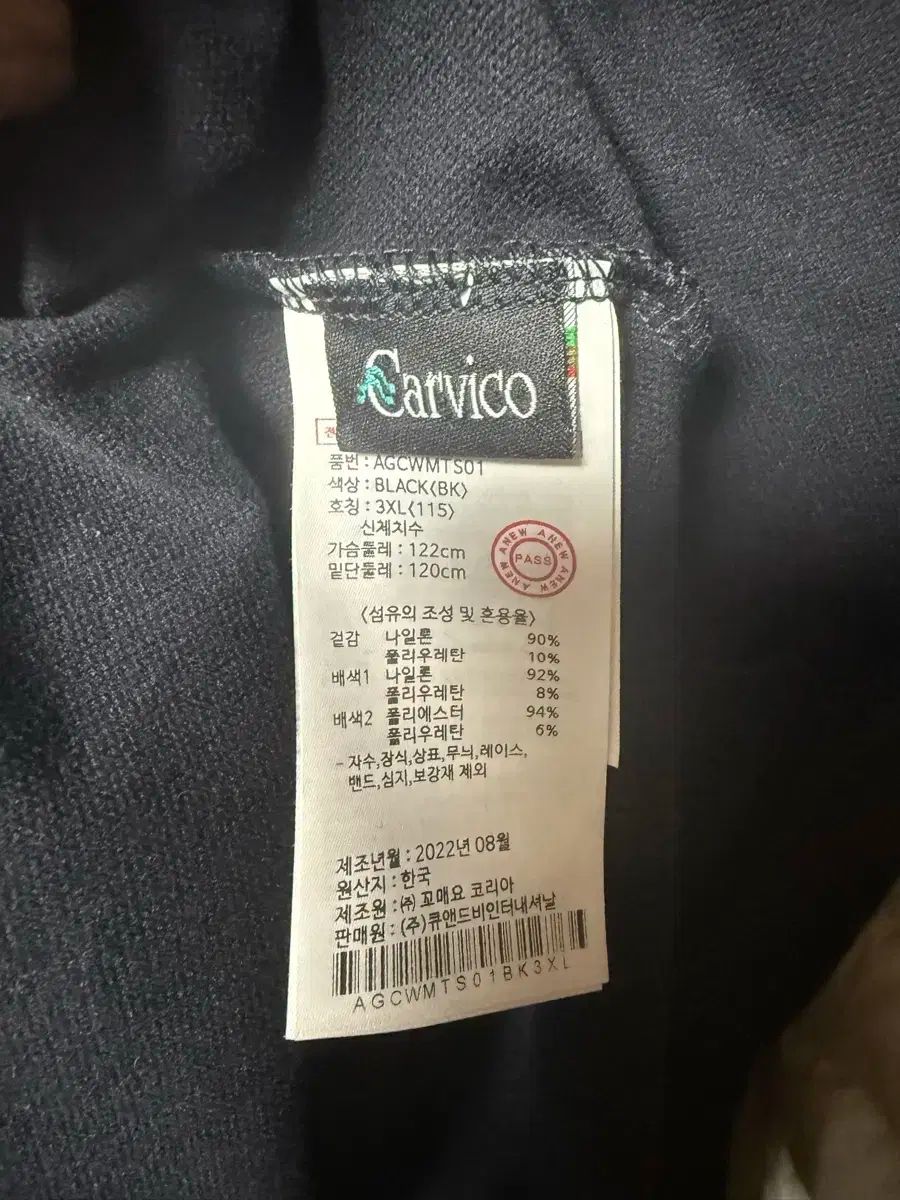 Carvico
품번 : AGCWMTS01
색상 : BLACK<BK>
호칭 : 3XL<115>
신체치수
가슴둘레 : 122cm
밑단둘레 : 120cm
ANEW ANEW ANEW ANEW
PASS
<섬유의 조성 및 혼용율>
겉감 나일론 90%
폴리우레탄 10%
배색1 나일론 92%
폴리우레탄 8%
배색2 폴리에스터 94%
폴리우레탄 6%
- 자수,장식,상표,무늬,레이스,
밴드,심지,보강재 제외
제조년월 : 2022년 08월
원산지 : 한국
제조원 : ㈜ 꼬매요 코리아
판매원 : (주)큐앤드비인터내셔날
AGCWMTS01BK3XL